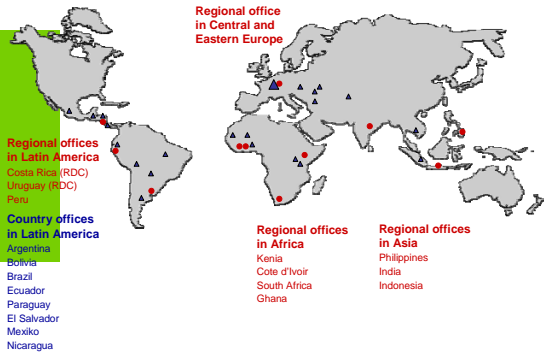 Regional office
in Central and
Eastern Europe
Regional offices
in Latin America
Costa Rica (RDC)
Uruguay (RDC)
Peru
Country offices
in Latin America
Argentina
Bolivia
Brazil
Ecuador
Paraguay
El Salvador
Mexiko
Nicaragua
Regional offices
in Africa
Kenia
Cote d'Ivoir
South Africa
Ghana
Regional offices
in Asia
Philippines
India
Indonesia